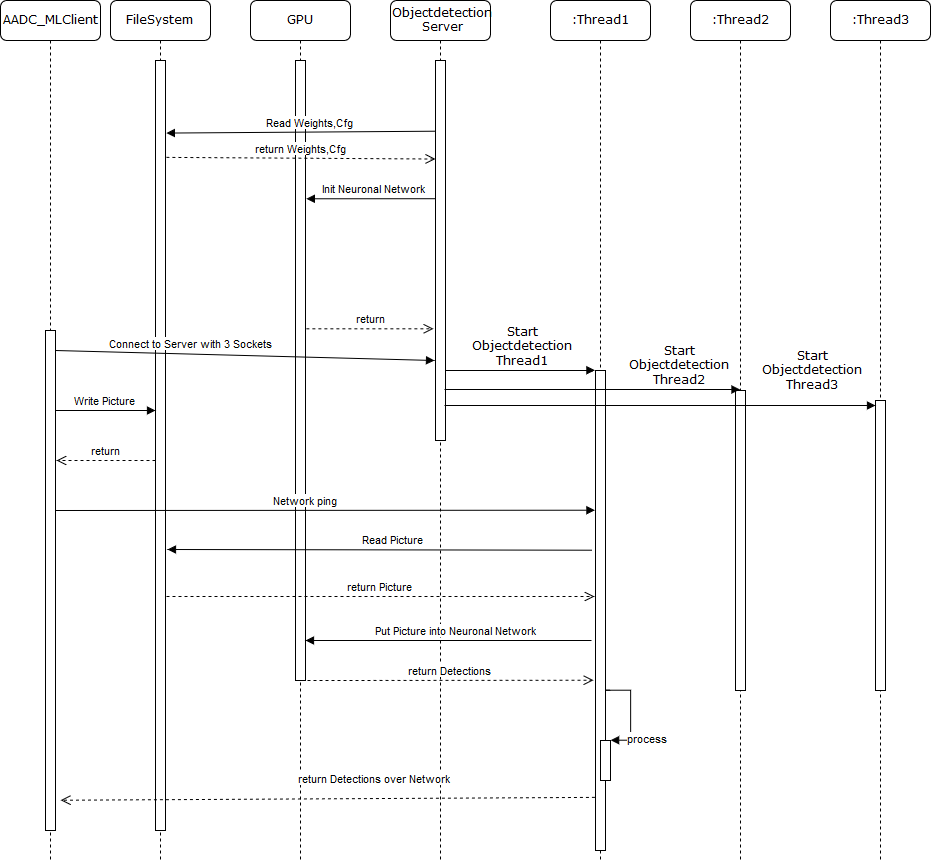 AADC_MLClient
FileSystem
GPU
Objectdetection
Server
:Thread1
:Thread2
:Thread3
Read Weights,Cfg
return Weights,Cfg
Init Neuronal Network
return
Connect to Server with 3 Sockets
Start
Objectdetection
Thread1
Start
Objectdetection
Thread2
Start
Objectdetection
Thread3
Write Picture
return
Network ping
Read Picture
return Picture
Put Picture into Neuronal Network
return Detections
process
return Detections over Network